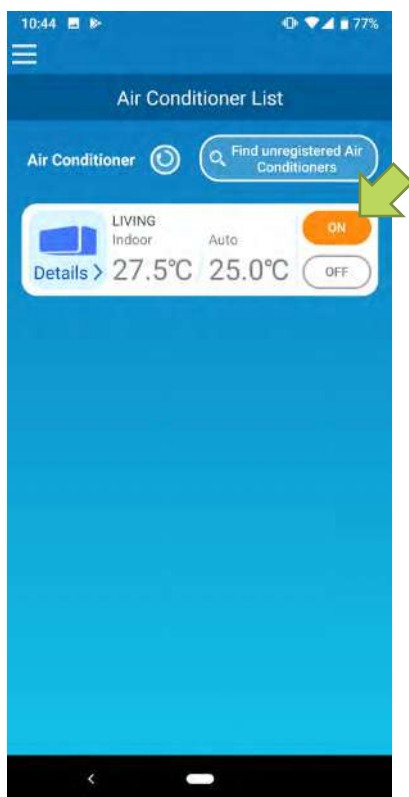 10:44 77%
Air Conditioner List
Air Conditioner
Find unregistered Air
Conditioners
LIVING
Indoor Auto ON
Details > 27.5°C 25.0°C OFF